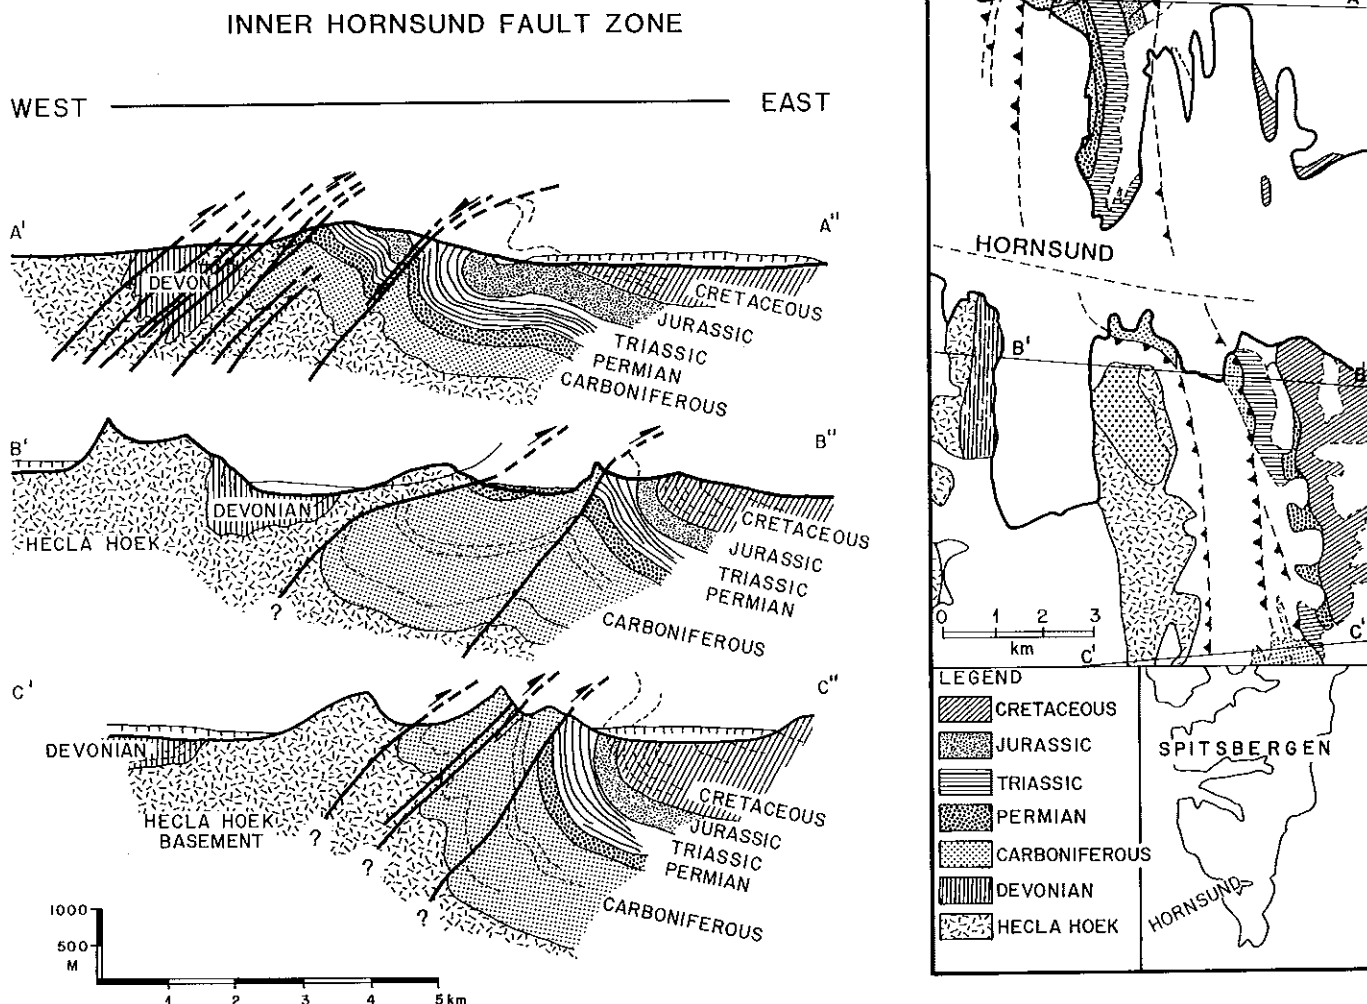 INNER HORNSUND FAULT ZONE
WEST
EAST
A'
A"
DEVON
CRETACEOUS
JURASSIC
TRIASSIC
PERMIAN
CARBONIFEROUS
B'
B"
DEVONIAN
HECLA HOEK
CRETACEOUS
JURASSIC
TRIASSIC
PERMIAN
CARBONIFEROUS
?
C'
C"
DEVONIAN
HECLA HOEK
BASEMENT
CRETACEOUS
JURASSIC
TRIASSIC
PERMIAN
CARBONIFEROUS
?
?
?
1000
500
M
1 2 3 4 5 km
HORNSUND
B'
B
0 1 2 3
km
C'
C'
LEGEND
CRETACEOUS
JURASSIC
TRIASSIC
PERMIAN
CARBONIFEROUS
DEVONIAN
HECLA HOEK
SPITSBERGEN
HORNSUND